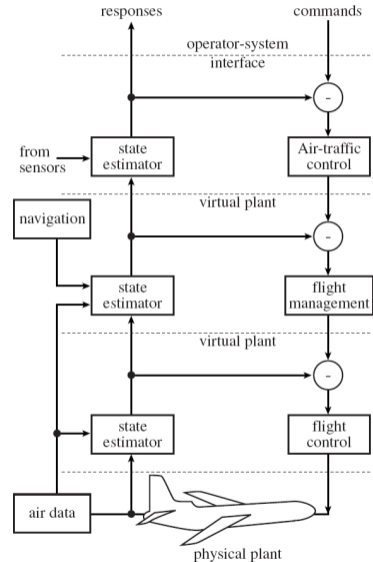 responses
commands
operator-system
interface
-
from
sensors
state
estimator
Air-traffic
control
virtual plant
navigation
-
state
estimator
flight
management
virtual plant
-
state
estimator
flight
control
air data
physical plant